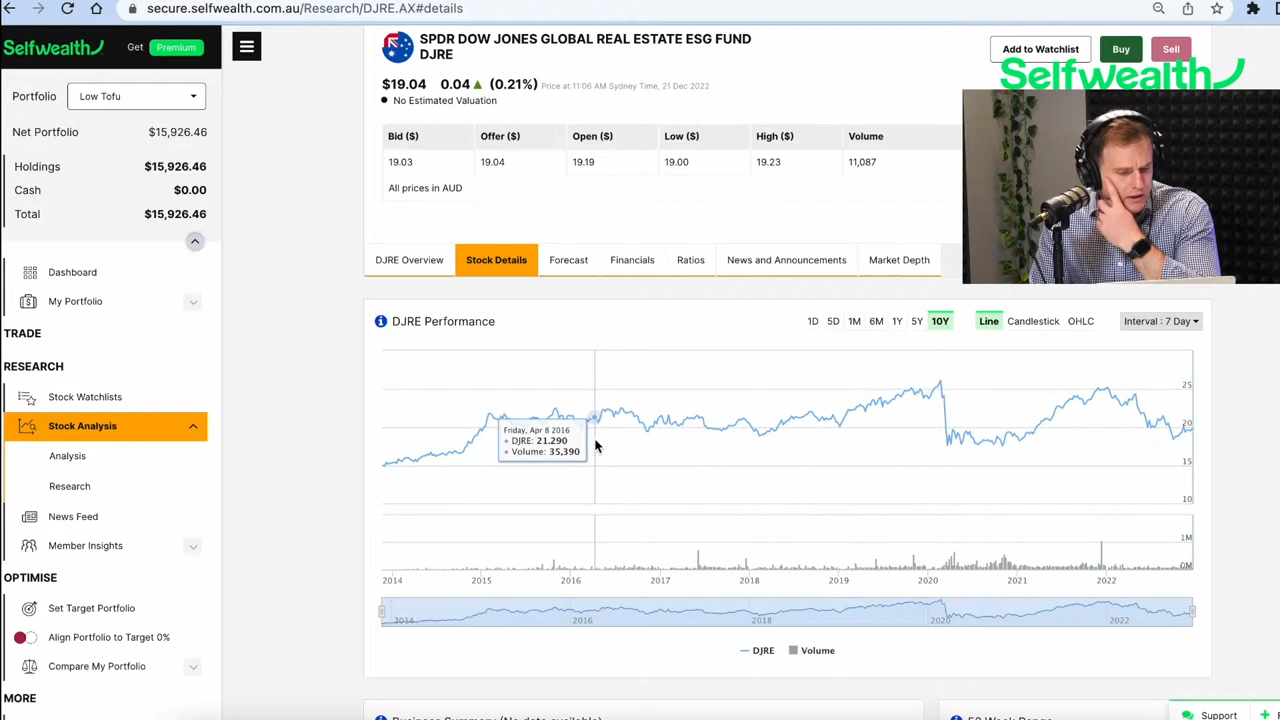 secure.selfwealth.com.au/Research/DJRE.AX#details
Selfwealth
Get Premium
Portfolio Low Tofu
Net Portfolio $15,926.46
Holdings $15,926.46
Cash $0.00
Total $15,926.46
Dashboard
My Portfolio
TRADE
RESEARCH
Stock Watchlists
Stock Analysis
Analysis
Research
News Feed
Member Insights
OPTIMISE
Set Target Portfolio
Align Portfolio to Target 0%
Compare My Portfolio
MORE
SPDR DOW JONES GLOBAL REAL ESTATE ESG FUND
DJRE
Add to Watchlist Buy Sell
Selfwealth
$19.04 0.04 (0.21%) Price at 11:06 AM Sydney Time, 21 Dec 2022
No Estimated Valuation
Bid ($) Offer ($) Open ($) Low ($) High ($) Volume
19.03 19.04 19.19 19.00 19.23 11,087
All prices in AUD
DJRE Overview Stock Details Forecast Financials Ratios News and Announcements Market Depth
DJRE Performance
1D 5D 1M 6M 1Y 5Y 10Y Line Candlestick OHLC Interval : 7 Day
25
20
15
10
Friday, Apr 8 2016
DJRE: 21.290
Volume: 35,390
1M
0M
2014 2015 2016 2017 2018 2019 2020 2021 2022
2014 2016 2018 2020 2022
DJRE Volume
Business Summary (No data available)
52 Week Range
Support